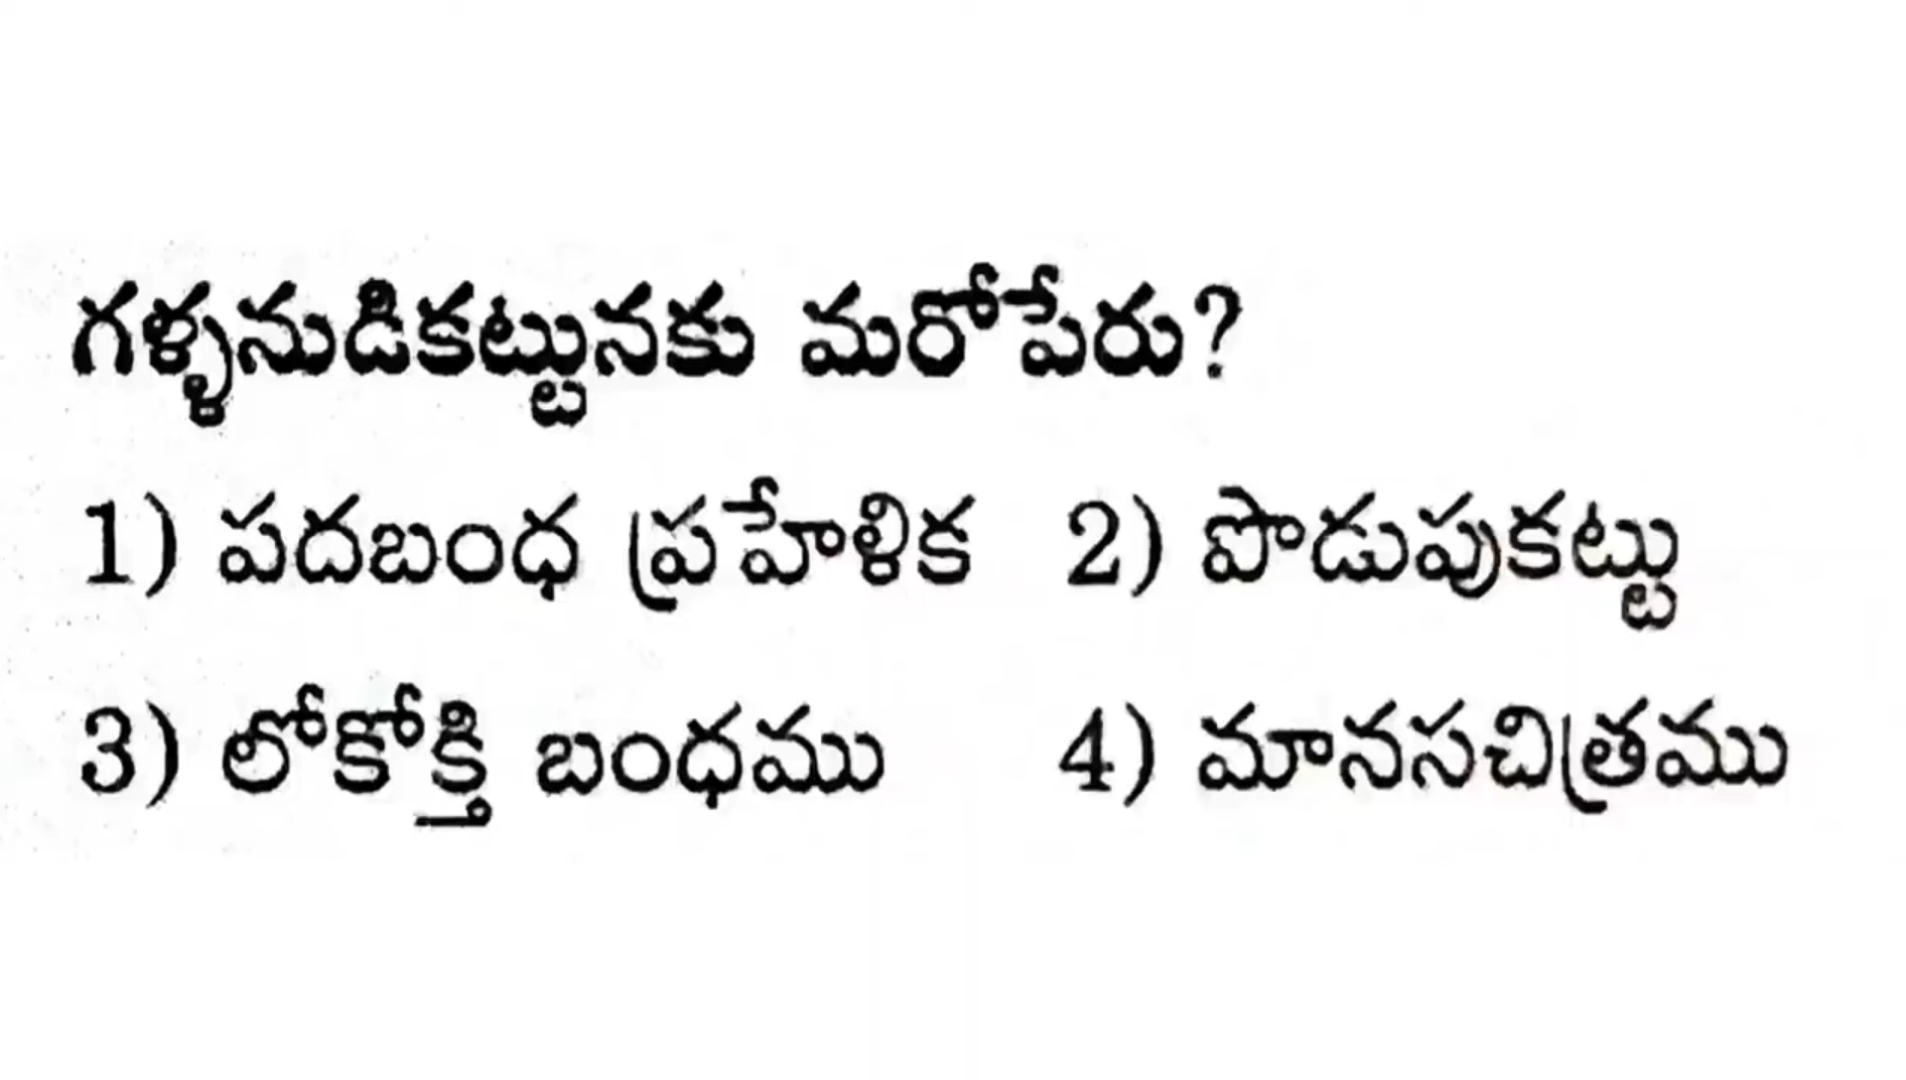 గళ్ళనుడికట్టునకు మరోపేరు?
1) పదబంధ ప్రహేళిక 2) పొడుపుకట్టు
3) లోకోక్తి బంధము 4) మానసచిత్రము